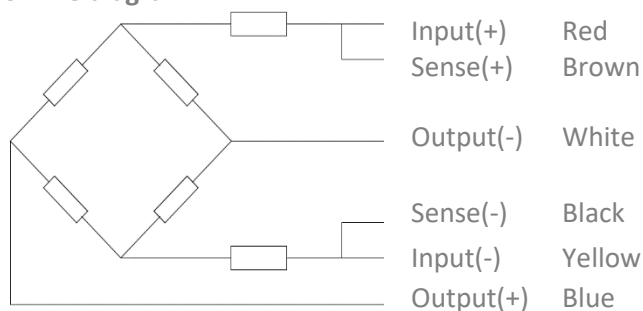 Input(+) Red
Sense(+) Brown
Output(-) White
Sense(-) Black
Input(-) Yellow
Output(+) Blue